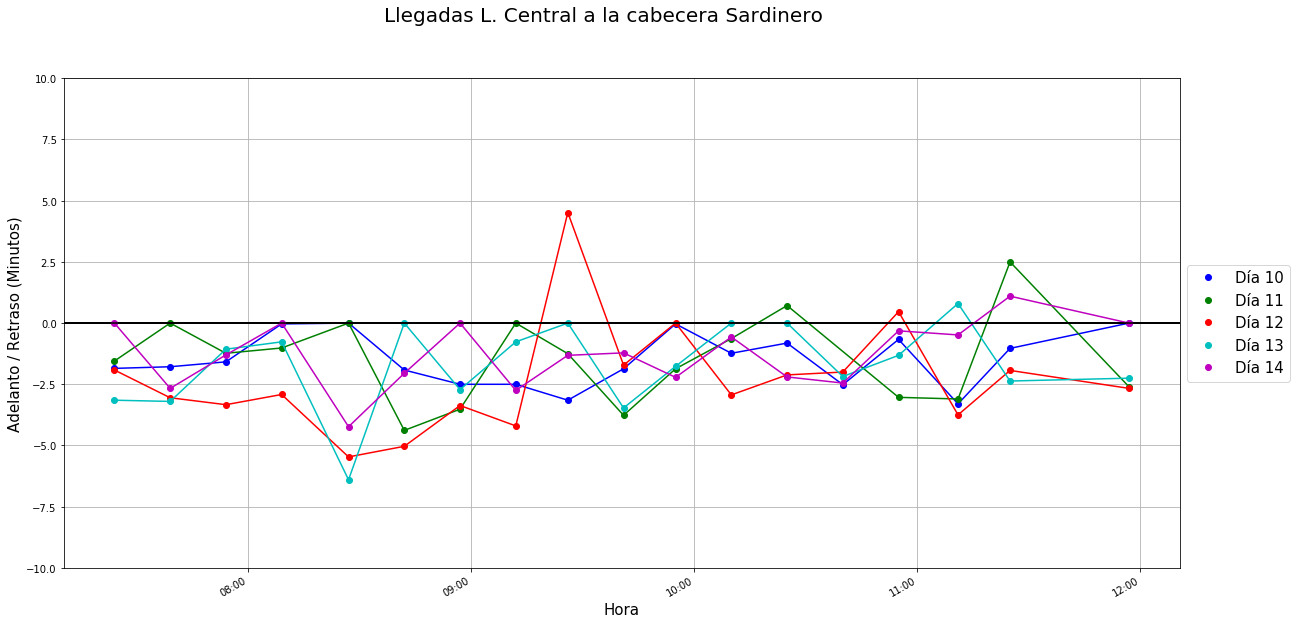 Llegadas L. Central a la cabecera Sardinero
Adelanto / Retraso (Minutos)
10.0
7.5
5.0
2.5
0.0
−2.5
−5.0
−7.5
−10.0
08:00
09:00
10:00
11:00
12:00
Hora
Día 10
Día 11
Día 12
Día 13
Día 14